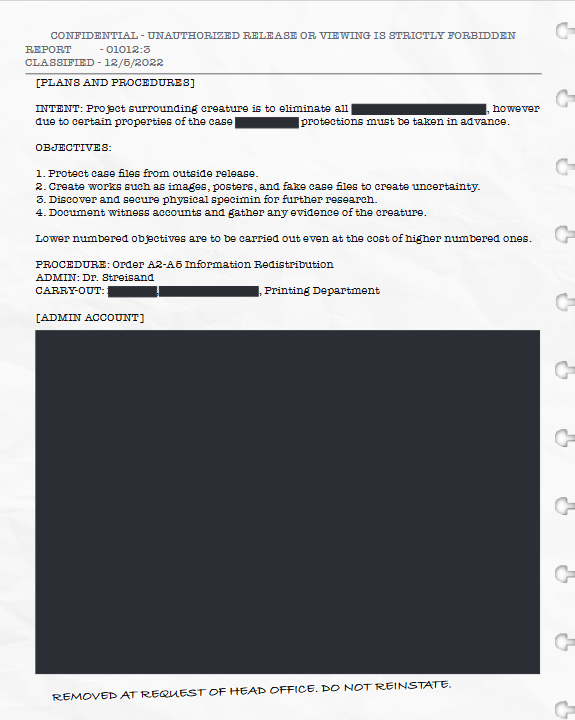 CONFIDENTIAL - UNAUTHORIZED RELEASE OR VIEWING IS STRICTLY FORBIDDEN
REPORT - 01012:3
CLASSIFIED - 12/6/2022
[PLANS AND PROCEDURES]
INTENT: Project surrounding creature is to eliminate all , however
due to certain properties of the case protections must be taken in advance.
OBJECTIVES:
1. Protect case files from outside release.
2. Create works such as images, posters, and fake case files to create uncertainty.
3. Discover and secure physical specimin for further research.
4. Document witness accounts and gather any evidence of the creature.
Lower numbered objectives are to be carried out even at the cost of higher numbered ones.
PROCEDURE: Order A2-A5 Information Redistribution
ADMIN: Dr. Streisand
CARRY-OUT: , , Printing Department
[ADMIN ACCOUNT]
REMOVED AT REQUEST OF HEAD OFFICE. DO NOT REINSTATE.